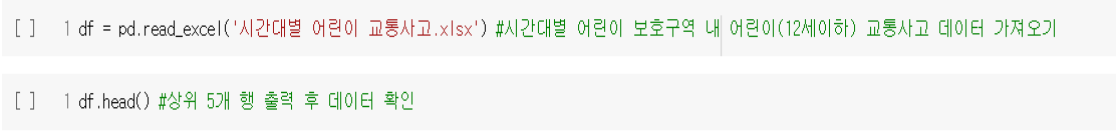 [ ] 1 df = pd.read_excel('시간대별 어린이 교통사고.xlsx') #시간대별 어린이 보호구역 내 어린이(12세이하) 교통사고 데이터 가져오기
[ ] 1 df.head() #상위 5개 행 출력 후 데이터 확인